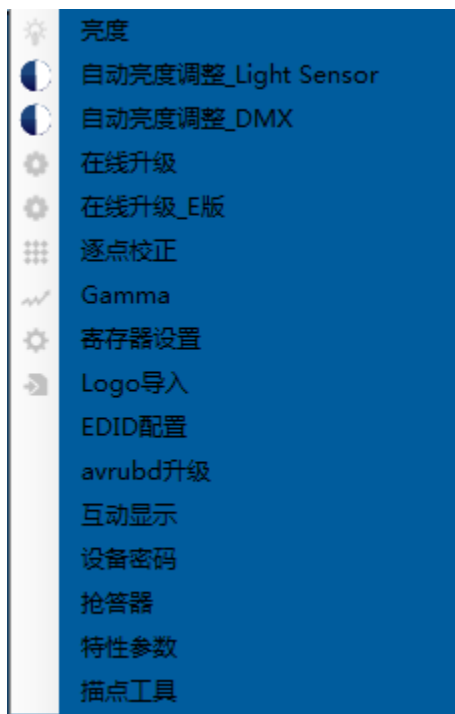 亮度
自动亮度调整_Light Sensor
自动亮度调整_DMX
在线升级
在线升级_E版
逐点校正
Gamma
寄存器设置
Logo导入
EDID配置
avrubd升级
互动显示
设备密码
抢答器
特性参数
描点工具